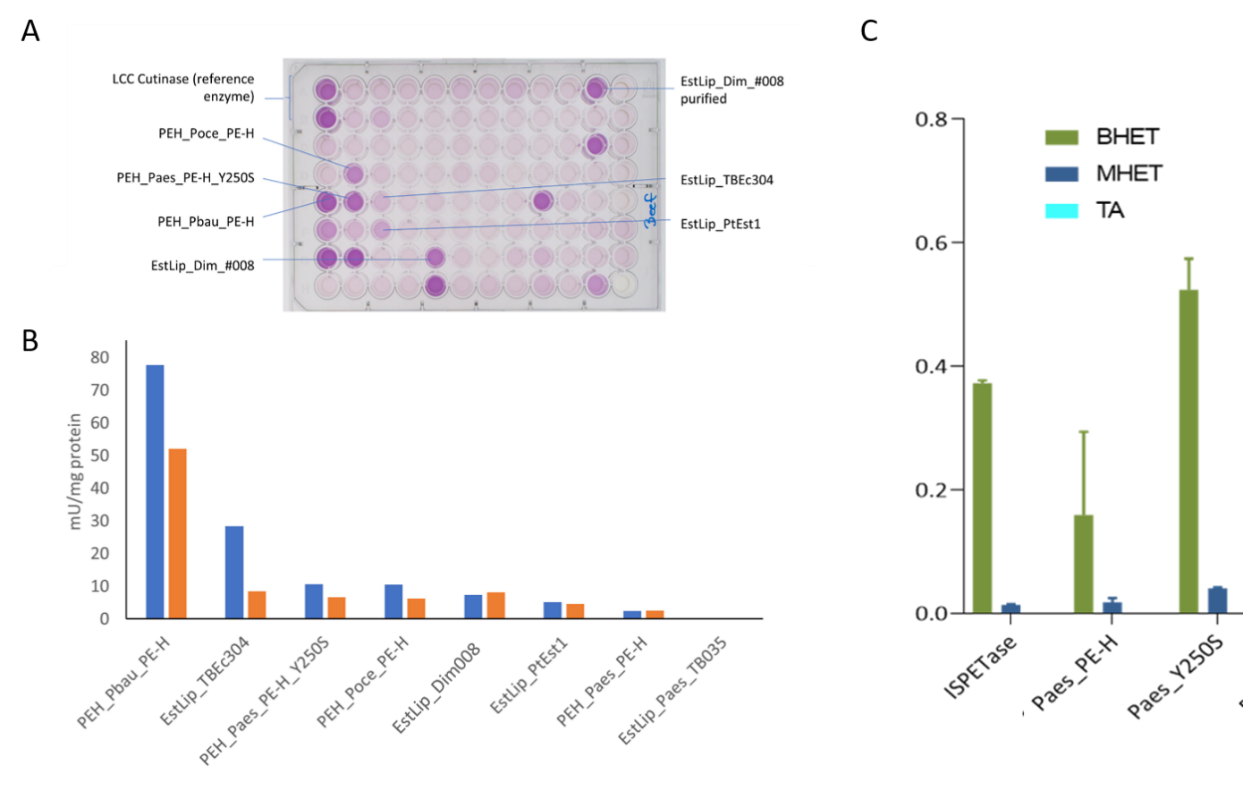 A
LCC Cutinase (reference
enzyme)
PEH_Poce_PE-H
PEH_Paes_PE-H_Y250S
PEH_Pbau_PE-H
EstLip_Dim_#008
EstLip_Dim_#008
purified
EstLip_TBEc304
EstLip_PtEst1
Beef
B
mU/mg protein
80
70
60
50
40
30
20
10
0
PEH_Pbau_PE-H
EstLip_TBEc304
PEH_Paes_PE-H_Y250S
PEH_Poce_PE-H
EstLip_Dim008
EstLip_PtEst1
PEH_Paes_PE-H
EstLip_Paes_TB035
C
BHET
MHET
TA
0.8
0.6
0.4
0.2
0.0
ISPETase
Paes_PE-H
Paes_Y250S